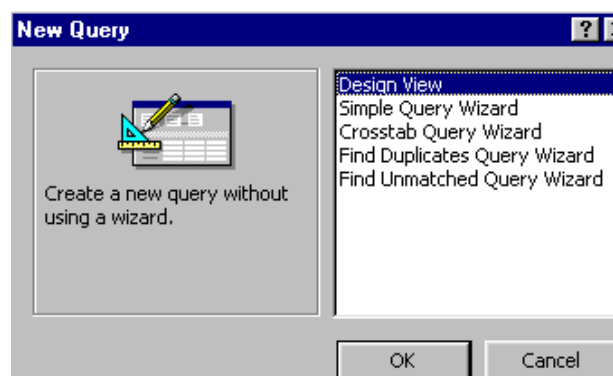 New Query
?
Design View
Simple Query Wizard
Crosstab Query Wizard
Find Duplicates Query Wizard
Find Unmatched Query Wizard
Create a new query without
using a wizard.
OK
Cancel